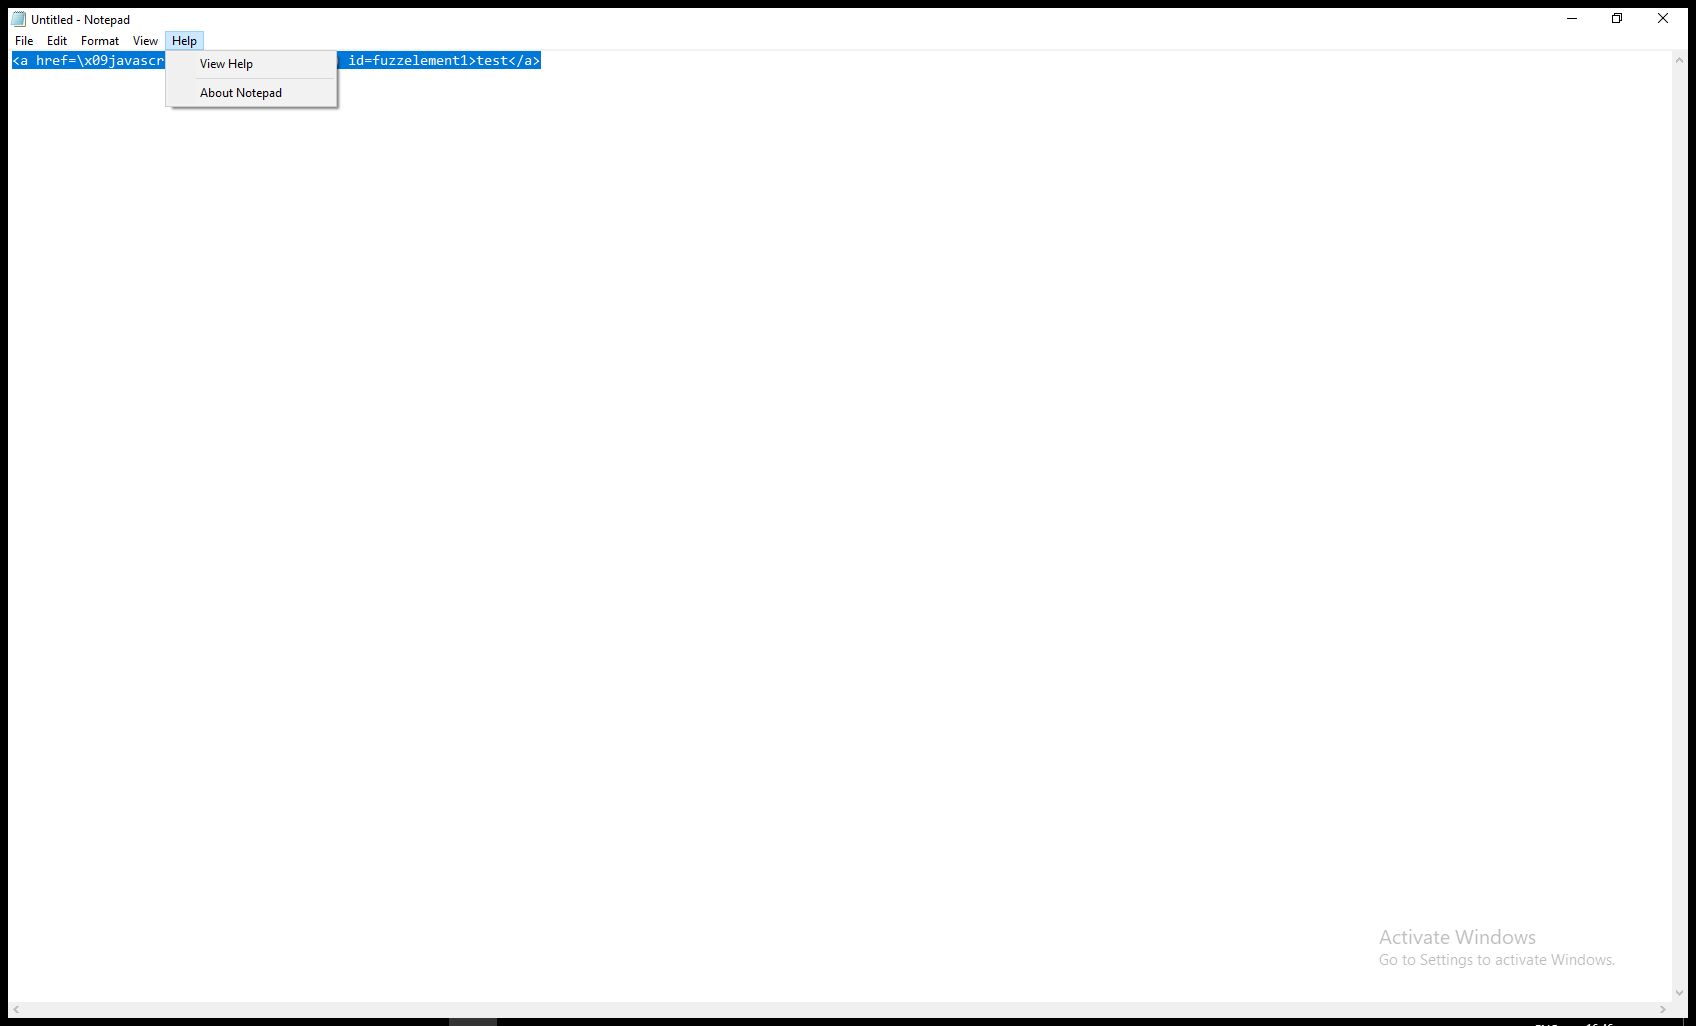 Untitled - Notepad
File Edit Format View Help
<a href=\x09javascr id=fuzzelement1>test</a>
View Help
About Notepad
Activate Windows
Go to Settings to activate Windows.